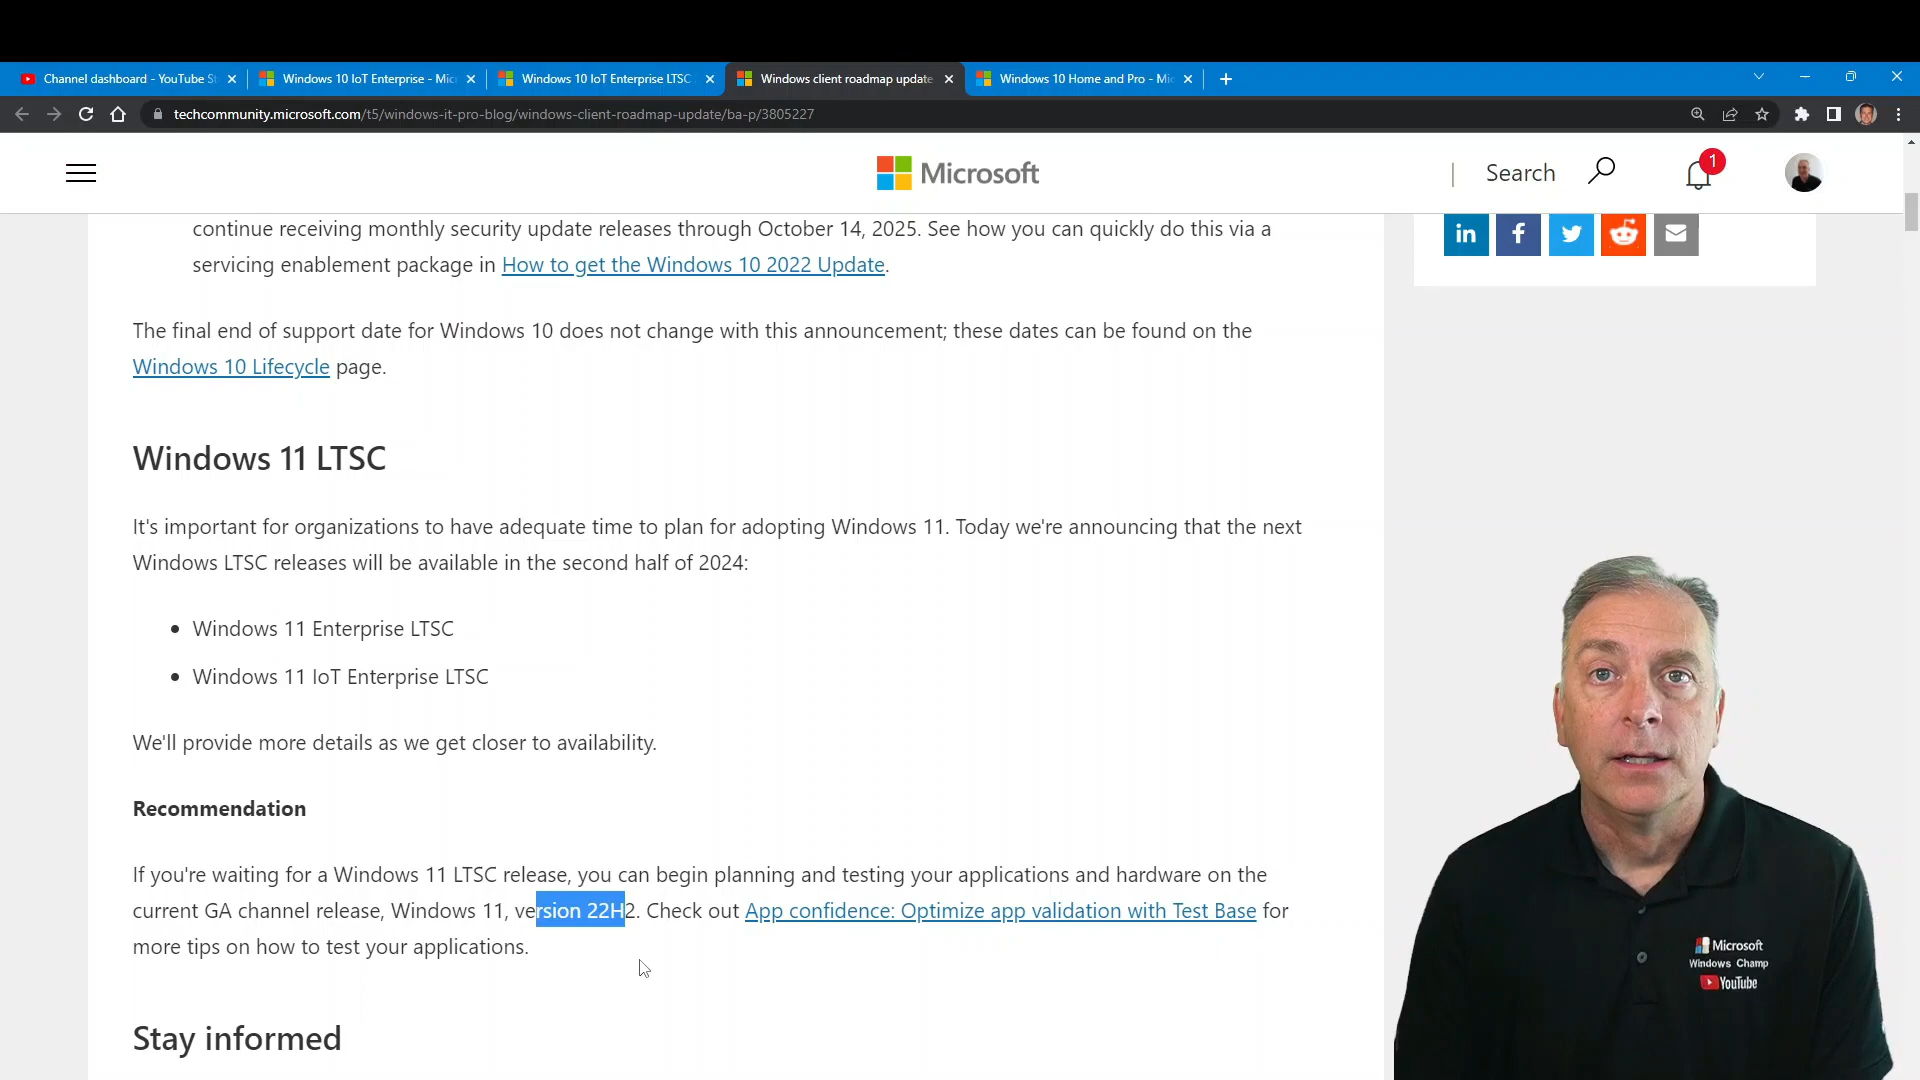 Channel dashboard - YouTube St
Windows 10 IoT Enterprise - Mic
Windows 10 IoT Enterprise LTSC
Windows client roadmap update
Windows 10 Home and Pro - Mic
techcommunity.microsoft.com/t5/windows-it-pro-blog/windows-client-roadmap-update/ba-p/3805227
Microsoft
Search
1
continue receiving monthly security update releases through October 14, 2025. See how you can quickly do this via a
servicing enablement package in How to get the Windows 10 2022 Update.
The final end of support date for Windows 10 does not change with this announcement; these dates can be found on the
Windows 10 Lifecycle page.
Windows 11 LTSC
It's important for organizations to have adequate time to plan for adopting Windows 11. Today we're announcing that the next
Windows LTSC releases will be available in the second half of 2024:
• Windows 11 Enterprise LTSC
• Windows 11 IoT Enterprise LTSC
We'll provide more details as we get closer to availability.
Recommendation
If you're waiting for a Windows 11 LTSC release, you can begin planning and testing your applications and hardware on the
current GA channel release, Windows 11, version 22H2. Check out App confidence: Optimize app validation with Test Base for
more tips on how to test your applications.
Stay informed
in
f
Microsoft
Windows Champ
YouTube